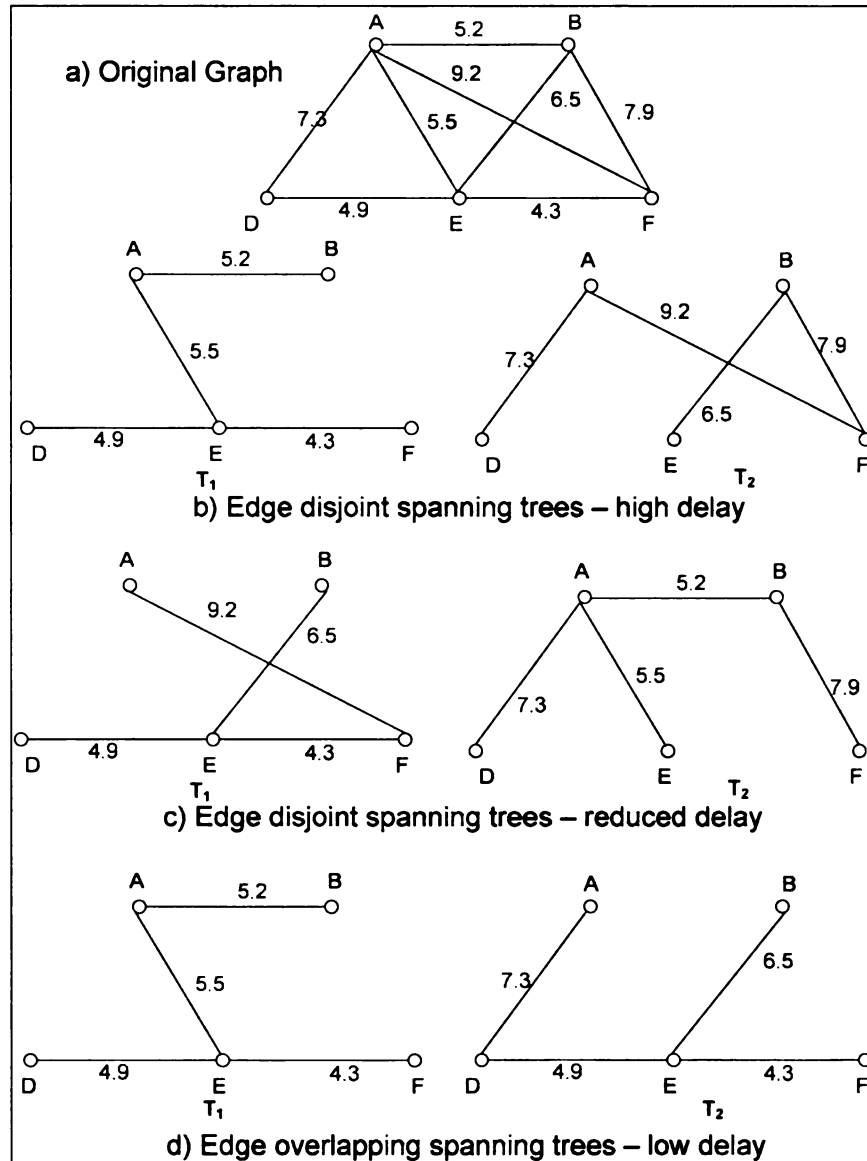 A
B
5.2
a) Original Graph
9.2
7.3
5.5
6.5
7.9
4.9
4.3
D
E
F
A
B
5.2
5.5
4.9
4.3
D
E
F
T1
A
B
9.2
7.3
7.9
6.5
D
E
F
T2
b) Edge disjoint spanning trees – high delay
A
B
9.2
6.5
4.9
4.3
D
E
F
T1
A
B
5.2
7.3
5.5
7.9
D
E
F
T2
c) Edge disjoint spanning trees – reduced delay
A
B
5.2
5.5
4.9
4.3
D
E
F
T1
A
B
7.3
6.5
4.9
4.3
D
E
F
T2
d) Edge overlapping spanning trees – low delay